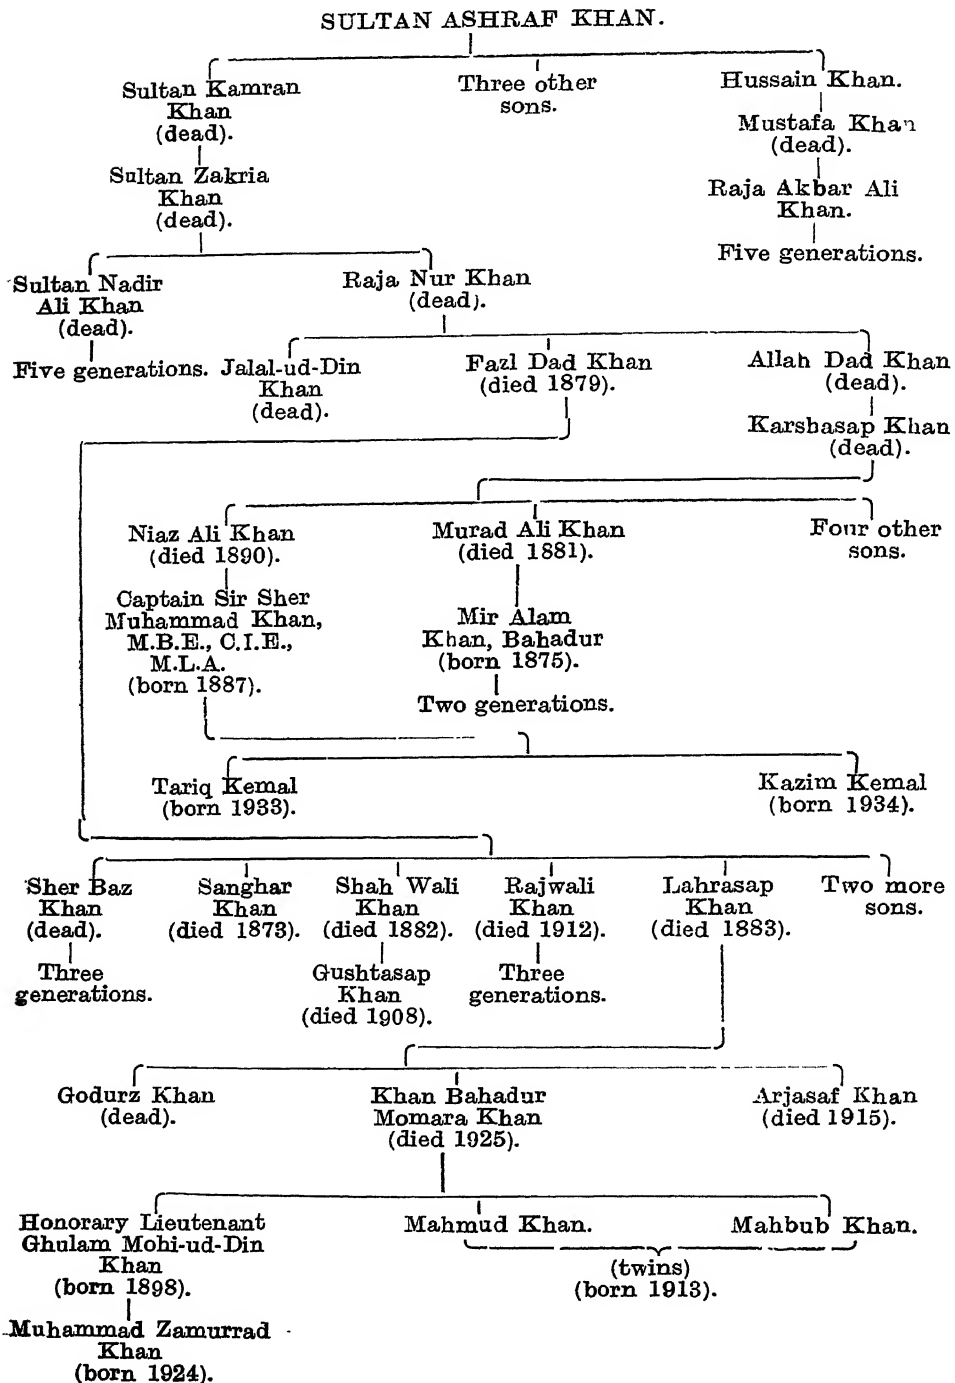 SULTAN ASHRAF KHAN.
Sultan Kamran
Khan
(dead).
Three other
sons.
Hussain Khan.
Mustafa Khan
(dead).
Sultan Zakria
Khan
(dead).
Raja Akbar Ali
Khan.
Five generations.
Sultan Nadir
Ali Khan
(dead).
Raja Nur Khan
(dead).
Five generations.
Jalal-ud-Din
Khan
(dead).
Fazl Dad Khan
(died 1879).
Allah Dad Khan
(dead).
Karshasap Khan
(dead).
Niaz Ali Khan
(died 1890).
Murad Ali Khan
(died 1881).
Four other
sons.
Captain Sir Sher
Muhammad Khan,
M.B.E., C.I.E.,
M.L.A.
(born 1887).
Mir Alam
Khan, Bahadur
(born 1875).
Two generations.
Tariq Kemal
(born 1933).
Kazim Kemal
(born 1934).
Sher Baz
Khan
(dead).
Sanghar
Khan
(died 1873).
Shah Wali
Khan
(died 1882).
Rajwali
Khan
(died 1912).
Lahrasap
Khan
(died 1883).
Two more
sons.
Three
generations.
Gushtasap
Khan
(died 1908).
Three
generations.
Godurz Khan
(dead).
Khan Bahadur
Momara Khan
(died 1925).
Arjasaf Khan
(died 1915).
Honorary Lieutenant
Ghulam Mohi-ud-Din
Khan
(born 1898).
Mahmud Khan.
Mahbub Khan.
(twins)
(born 1913).
Muhammad Zamurrad
Khan
(born 1924).